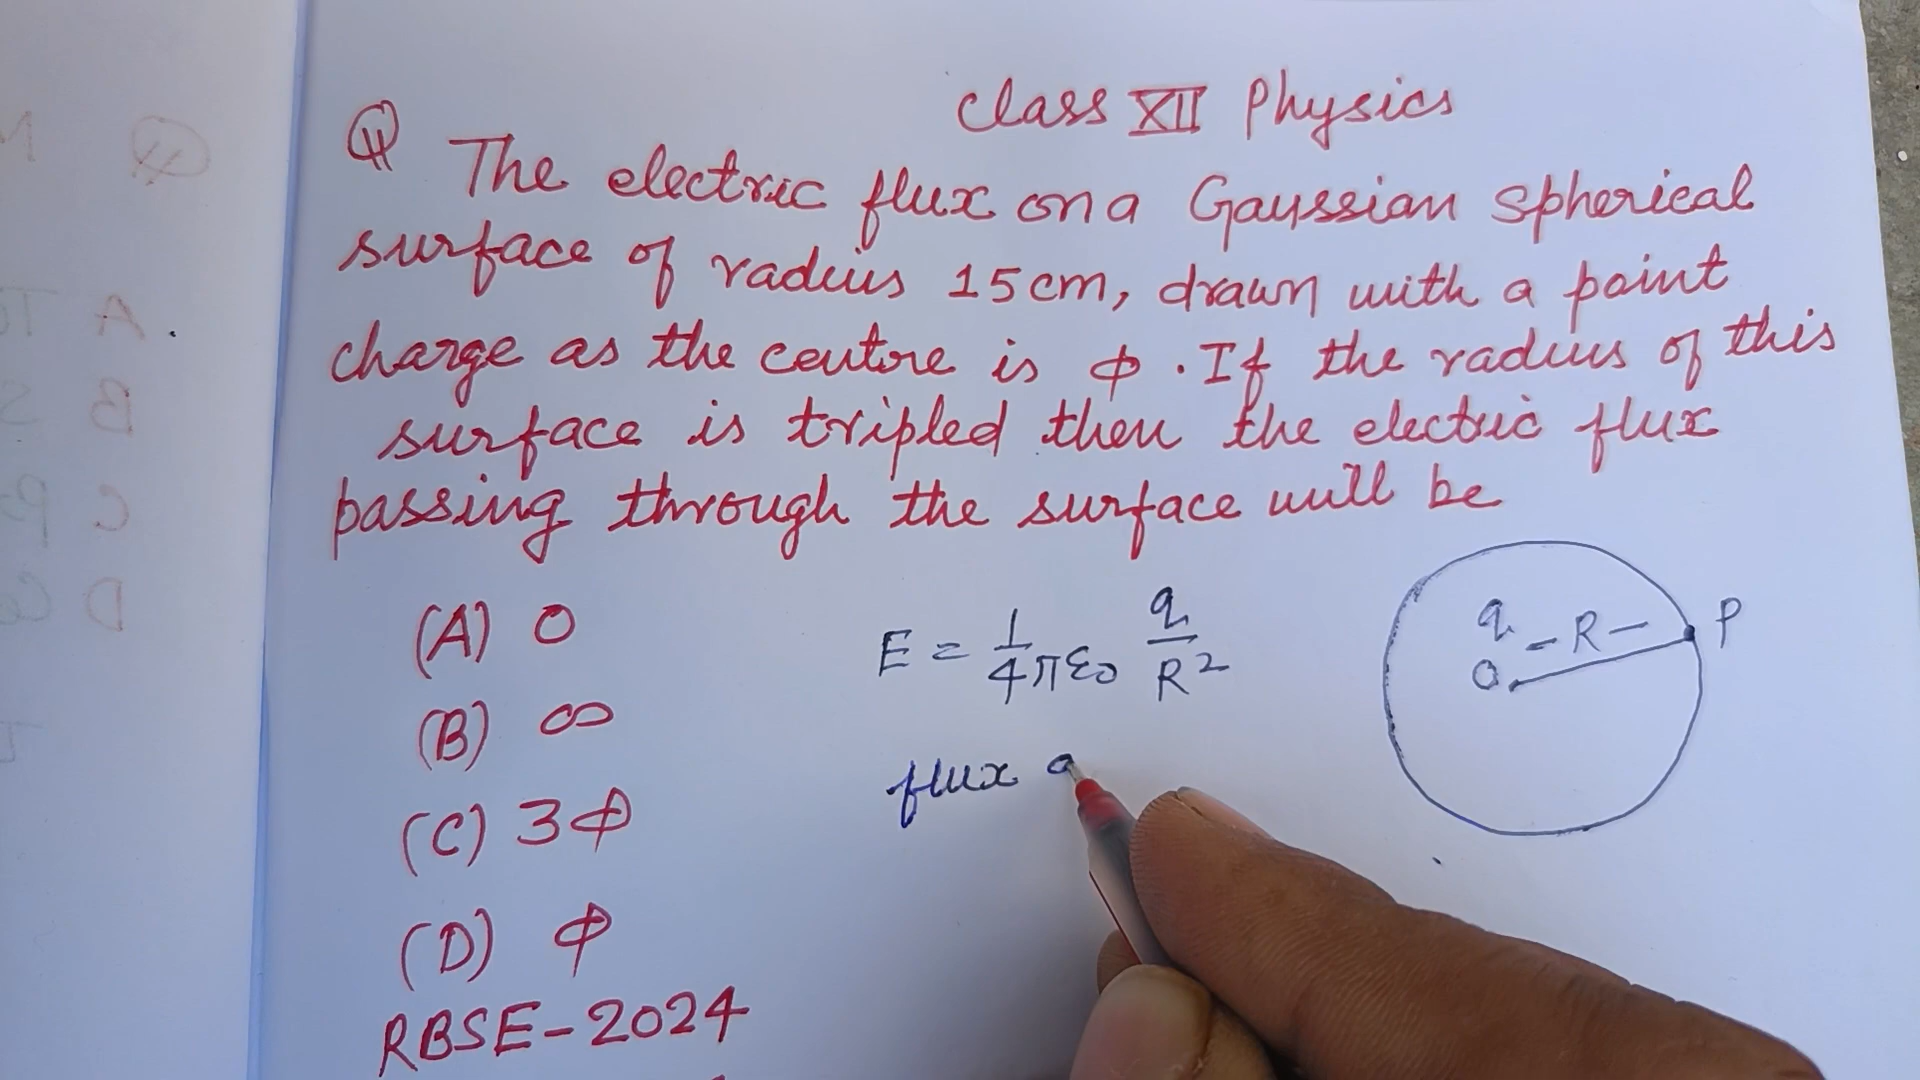 Class XII Physics
Q The electric flux on a Gaussian spherical
surface of radius 15cm, drawn with a point
charge as the centre is ϕ. If the radius of this
surface is tripled then the electric flux
passing through the surface will be
(A) 0
(B) ∞
(C) 3ϕ
(D) ϕ
RBSE-2024
E = 1/4πε0 q/R²
flux
q
O
-R-
P